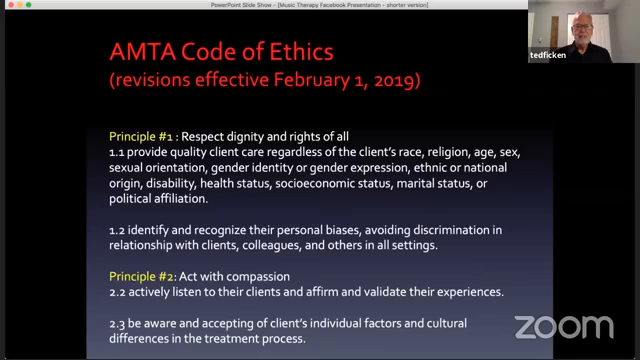 PowerPoint Slide Show - [Music Therapy Facebook Presentation - shorter version]
AMTA Code of Ethics
(revisions effective February 1, 2019)
tedficken
Principle #1 : Respect dignity and rights of all
1.1 provide quality client care regardless of the client's race, religion, age, sex,
sexual orientation, gender identity or gender expression, ethnic or national
origin, disability, health status, socioeconomic status, marital status, or
political affiliation.
1.2 identify and recognize their personal biases, avoiding discrimination in
relationship with clients, colleagues, and others in all settings.
Principle #2: Act with compassion
2.2 actively listen to their clients and affirm and validate their experiences.
2.3 be aware and accepting of client's individual factors and cultural
differences in the treatment process.
zoom